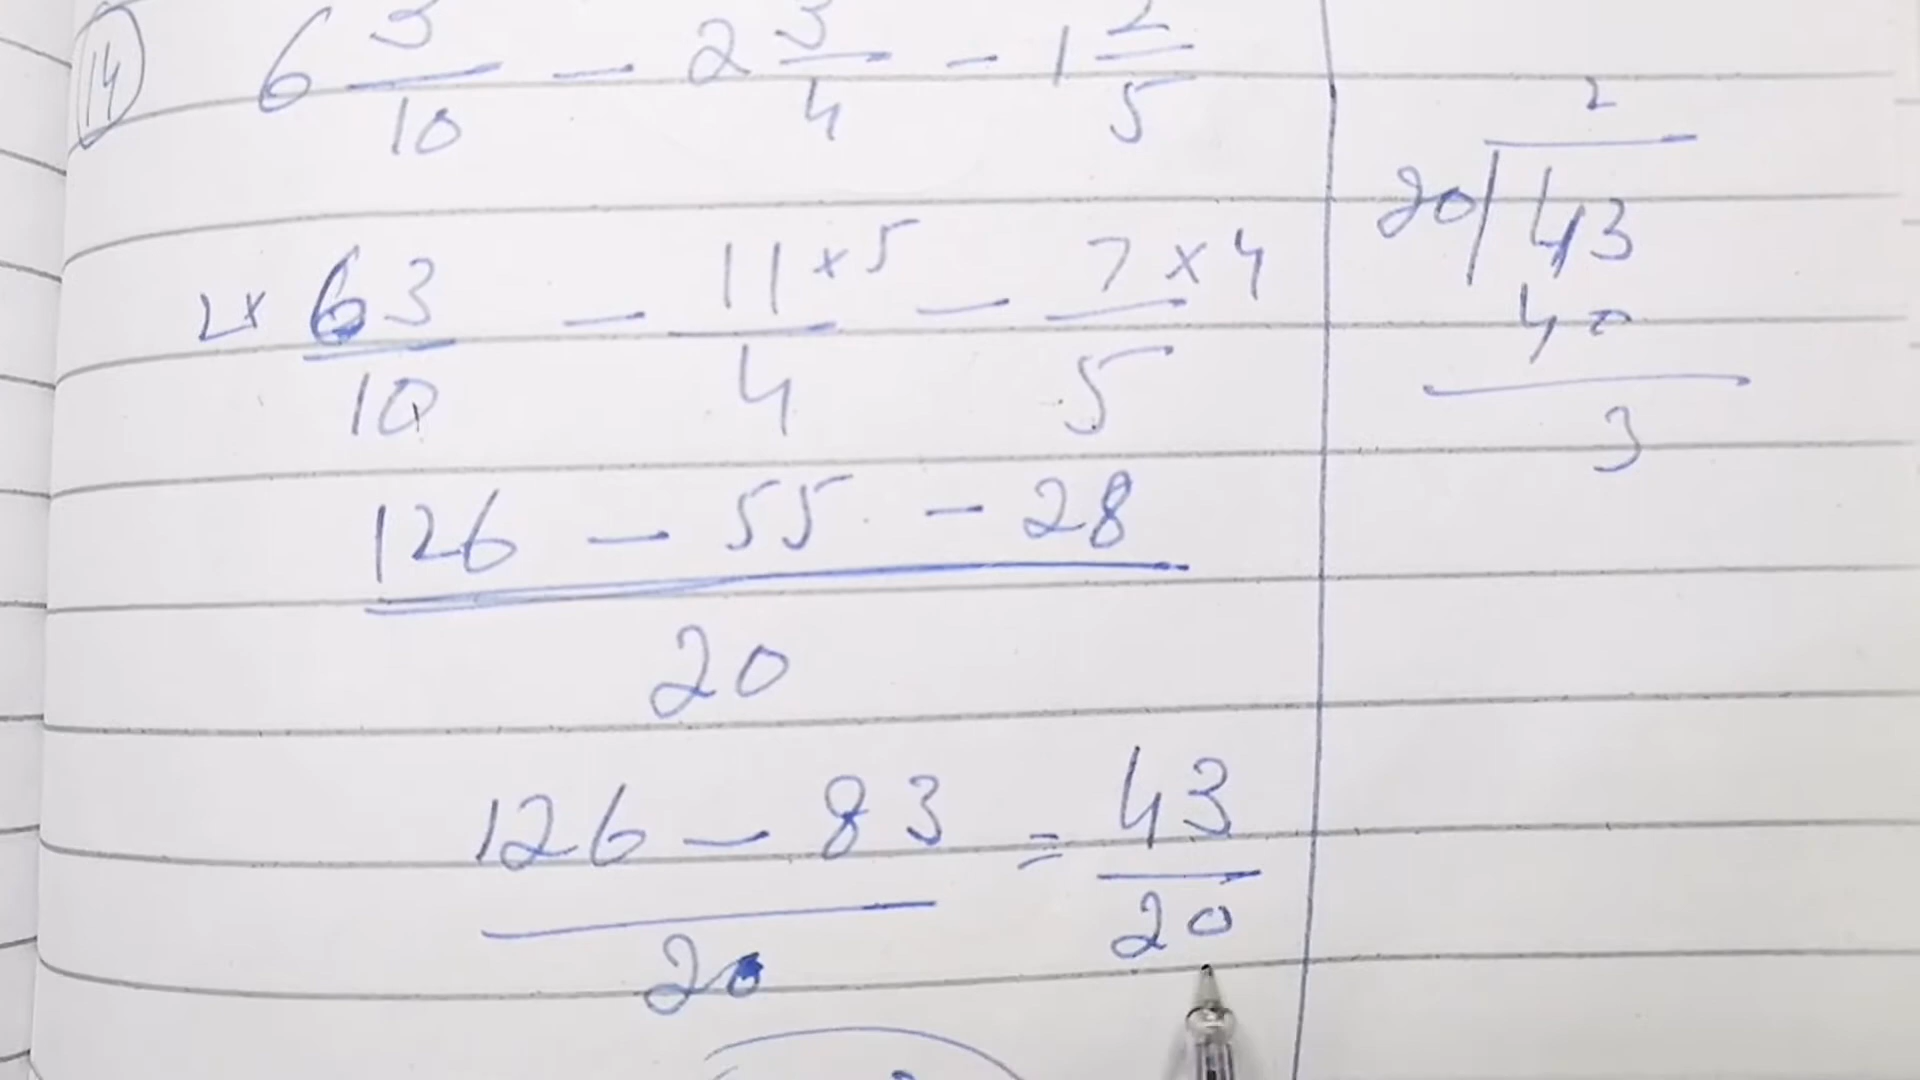 (14) 6 3/10 - 2 3/4 - 1 2/5
2× 63/10 - 11×5/4 - 7×4/5
126 - 55 - 28
20
126 - 83 = 43
20 20
2
20 43
40
3